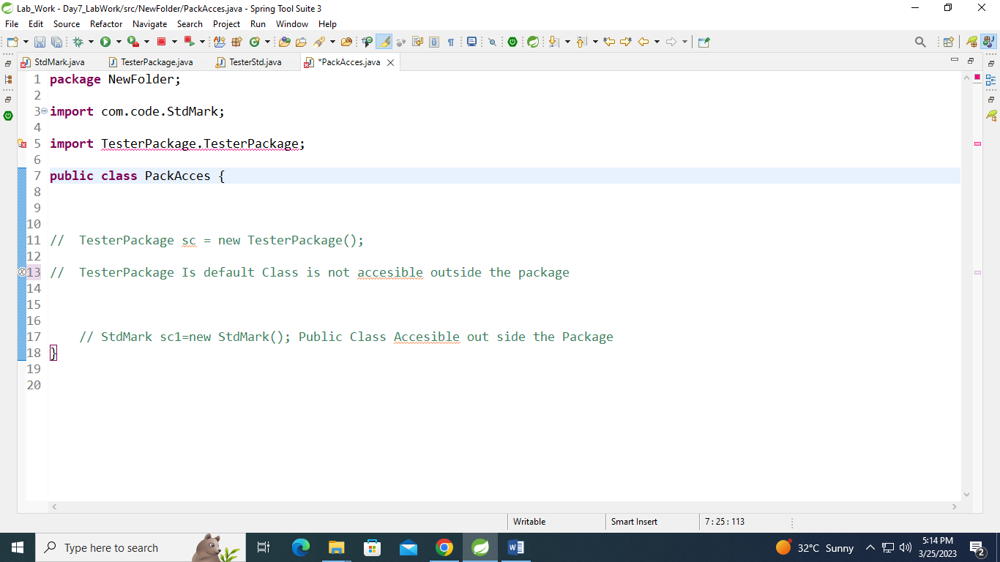 Lab_Work - Day7_LabWork/src/NewFolder/PackAcces.java - Spring Tool Suite 3
File Edit Source Refactor Navigate Search Project Run Window Help
StdMark.java TesterPackage.java TesterStd.java *PackAcces.java
1 package NewFolder;
2
3 import com.code.StdMark;
4
5 import TesterPackage.TesterPackage;
6
7 public class PackAcces {
8
9
10
11 // TesterPackage sc = new TesterPackage();
12
13 // TesterPackage Is default Class is not accesible outside the package
14
15
16
17 // StdMark sc1=new StdMark(); Public Class Accesible out side the Package
18 }
19
20
Writable Smart Insert 7 : 25 : 113
Type here to search
32°C Sunny
5:14 PM
3/25/2023
2